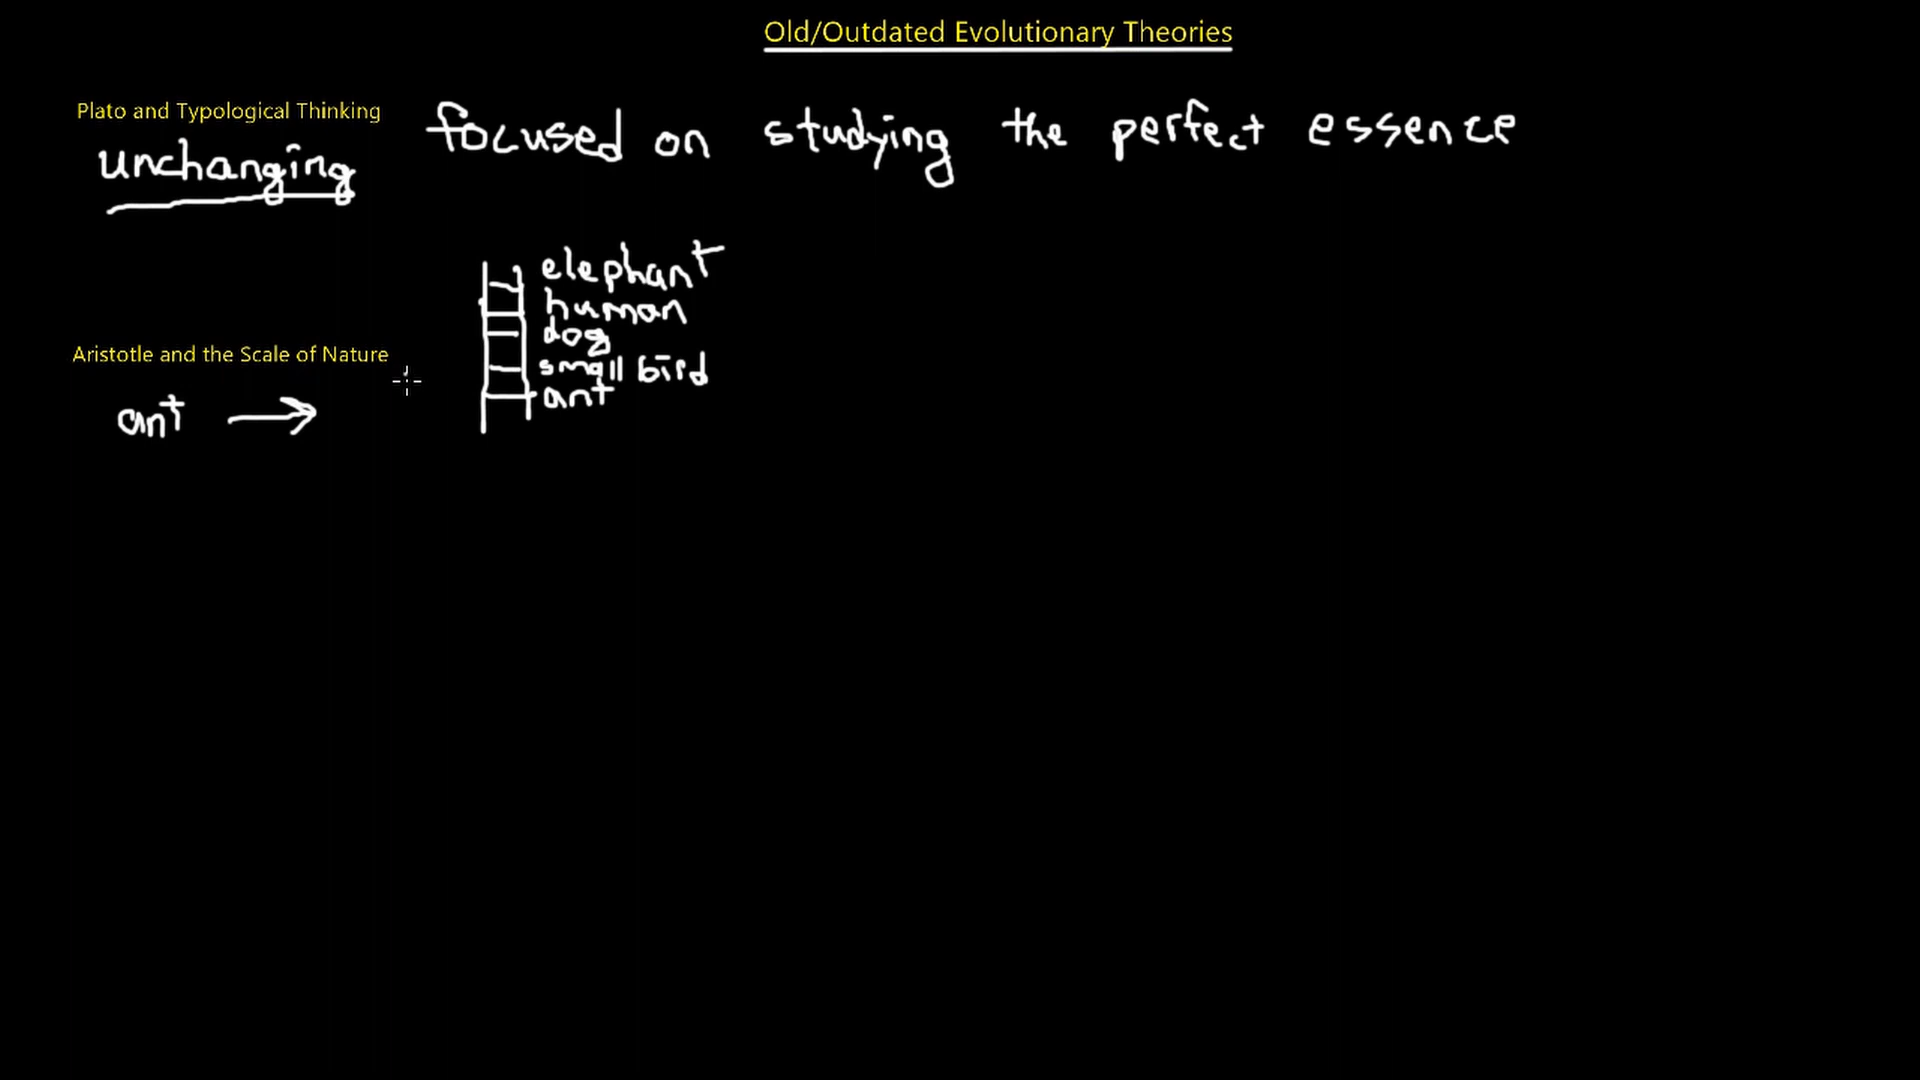 Old/Outdated Evolutionary Theories
Plato and Typological Thinking
focused on studying the perfect essence
unchanging
elephant
human
dog
small bird
ant
Aristotle and the Scale of Nature
ant